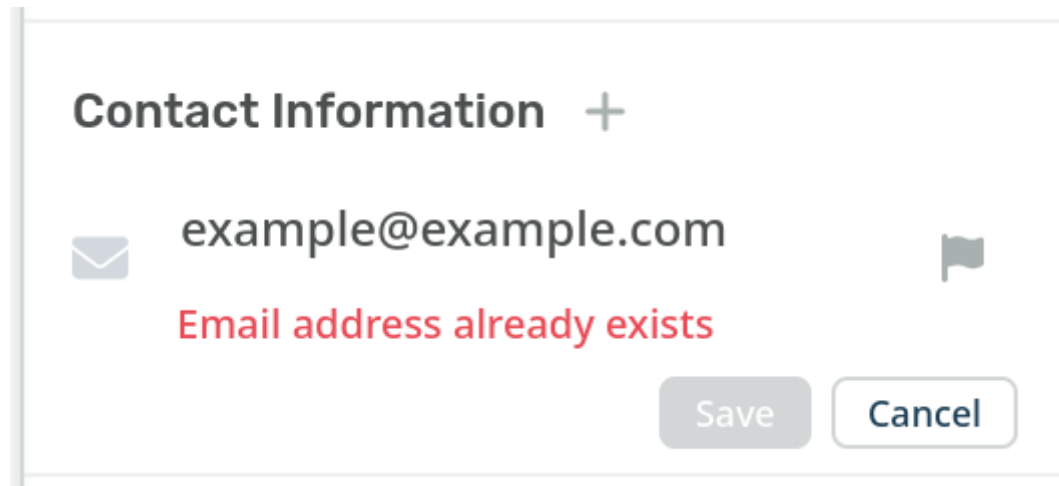 Contact Information
example@example.com
Email address already exists
Save Cancel